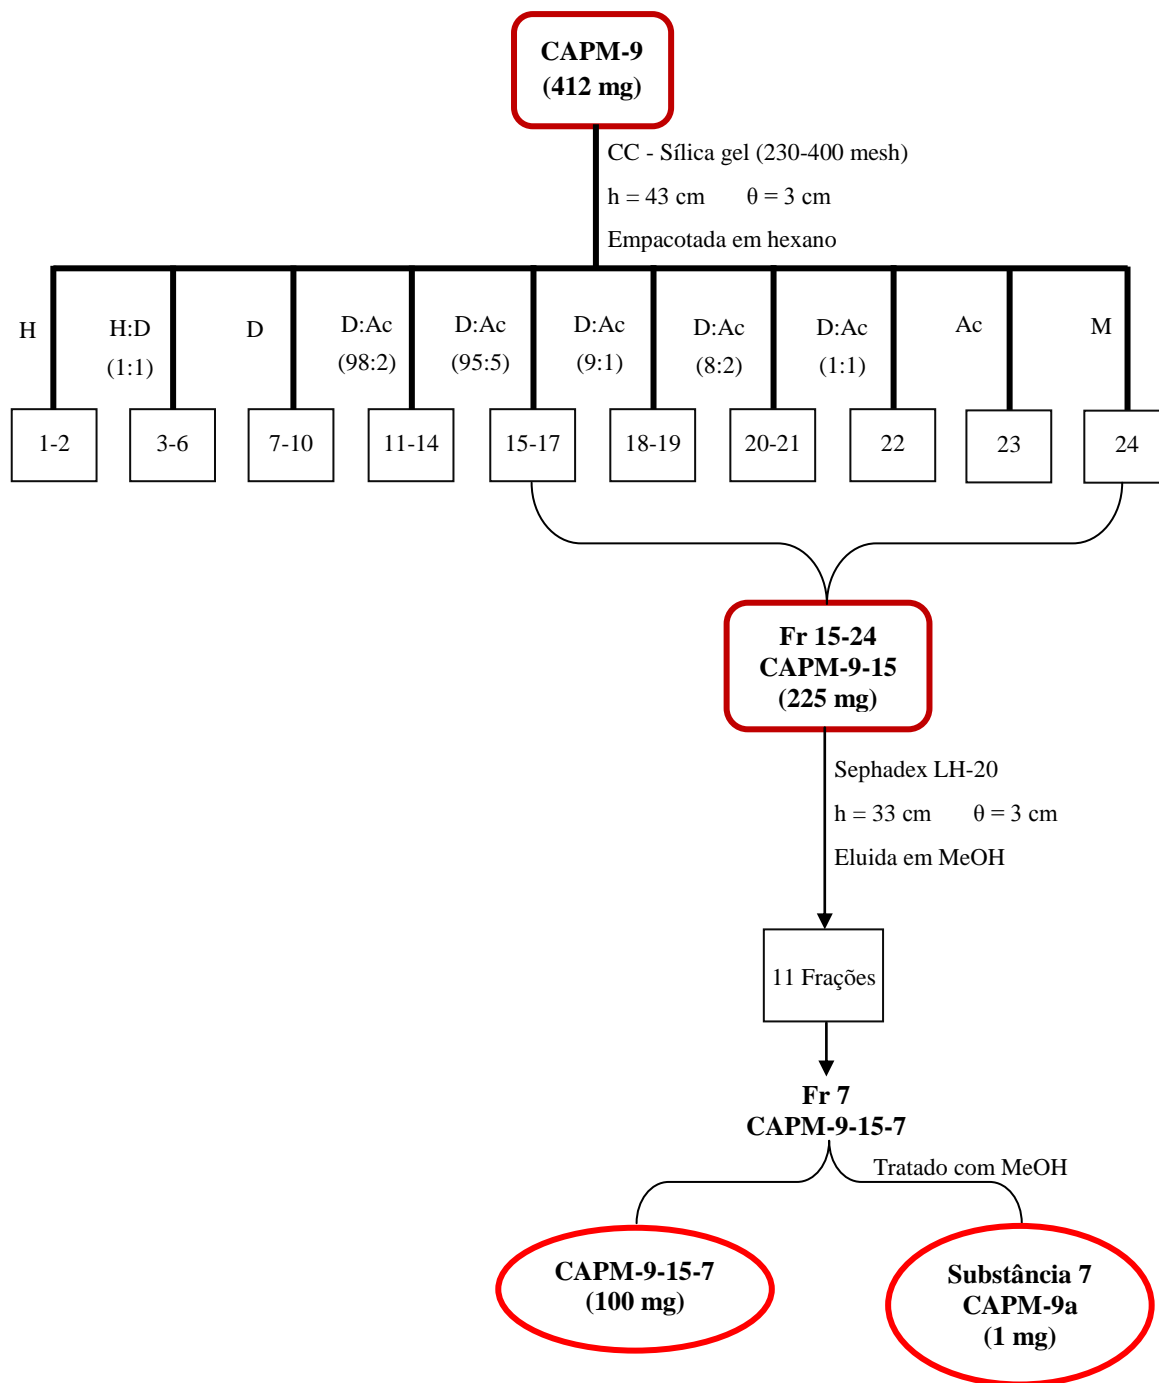 CAPM-9
(412 mg)
CC - Sílica gel (230-400 mesh)
h = 43 cm θ = 3 cm
Empacotada em hexano
H
H:D
(1:1)
D
D:Ac
(98:2)
D:Ac
(95:5)
D:Ac
(9:1)
D:Ac
(8:2)
D:Ac
(1:1)
Ac
M
1-2
3-6
7-10
11-14
15-17
18-19
20-21
22
23
24
Fr 15-24
CAPM-9-15
(225 mg)
Sephadex LH-20
h = 33 cm θ = 3 cm
Eluida em MeOH
11 Frações
Fr 7
CAPM-9-15-7
Tratado com MeOH
CAPM-9-15-7
(100 mg)
Substância 7
CAPM-9a
(1 mg)